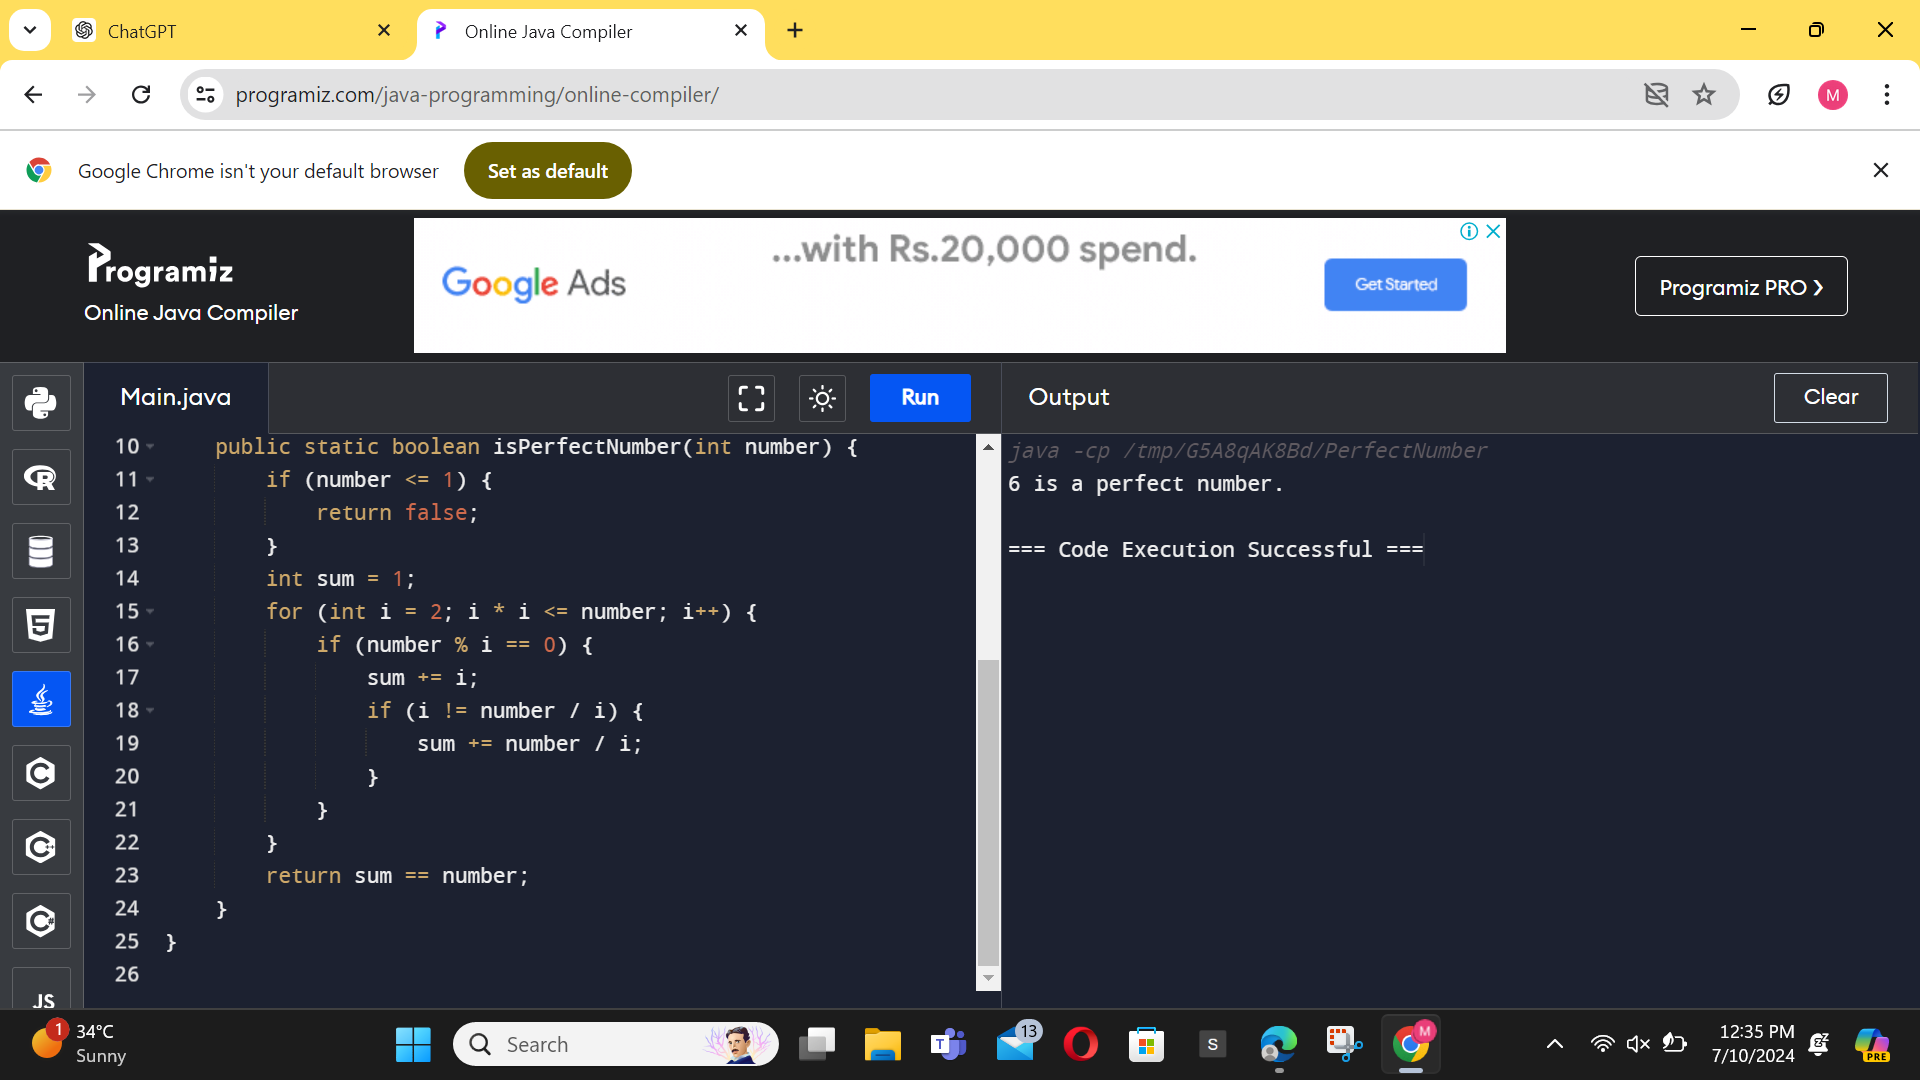 ChatGPT
Online Java Compiler
programiz.com/java-programming/online-compiler/
M
Google Chrome isn't your default browser
Set as default
Programiz
Online Java Compiler
...with Rs.20,000 spend.
Google Ads
Get Started
Programiz PRO ❯
Main.java
Run
Output
Clear
10 public static boolean isPerfectNumber(int number) {
11 if (number <= 1) {
12 return false;
13 }
14 int sum = 1;
15 for (int i = 2; i * i <= number; i++) {
16 if (number % i == 0) {
17 sum += i;
18 if (i != number / i) {
19 sum += number / i;
20 }
21 }
22 }
23 return sum == number;
24 }
25 }
26
java -cp /tmp/G5A8qAK8Bd/PerfectNumber
6 is a perfect number.
=== Code Execution Successful ===
JS
1
34°C
Sunny
Search
T
13
S
M
12:35 PM
7/10/2024
PRE